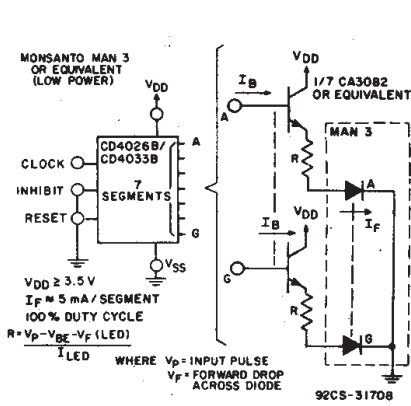 MONSANTO MAN 3
OR EQUIVALENT
(LOW POWER)
VDD
CD4026B/
CD4033B
7
SEGMENTS
A
G
CLOCK
INHIBIT
RESET
VSS
VDD ≥ 3.5 V
IF ≈ 5 mA/SEGMENT
100% DUTY CYCLE
R = VP-VBE-VF (LED)
ILED
VDD
IB
1/7 CA3082
OR EQUIVALENT
A
R
MAN 3
A
IF
VDD
IB
G
R
G
WHERE VP = INPUT PULSE
VF = FORWARD DROP
ACROSS DIODE
92CS-31708